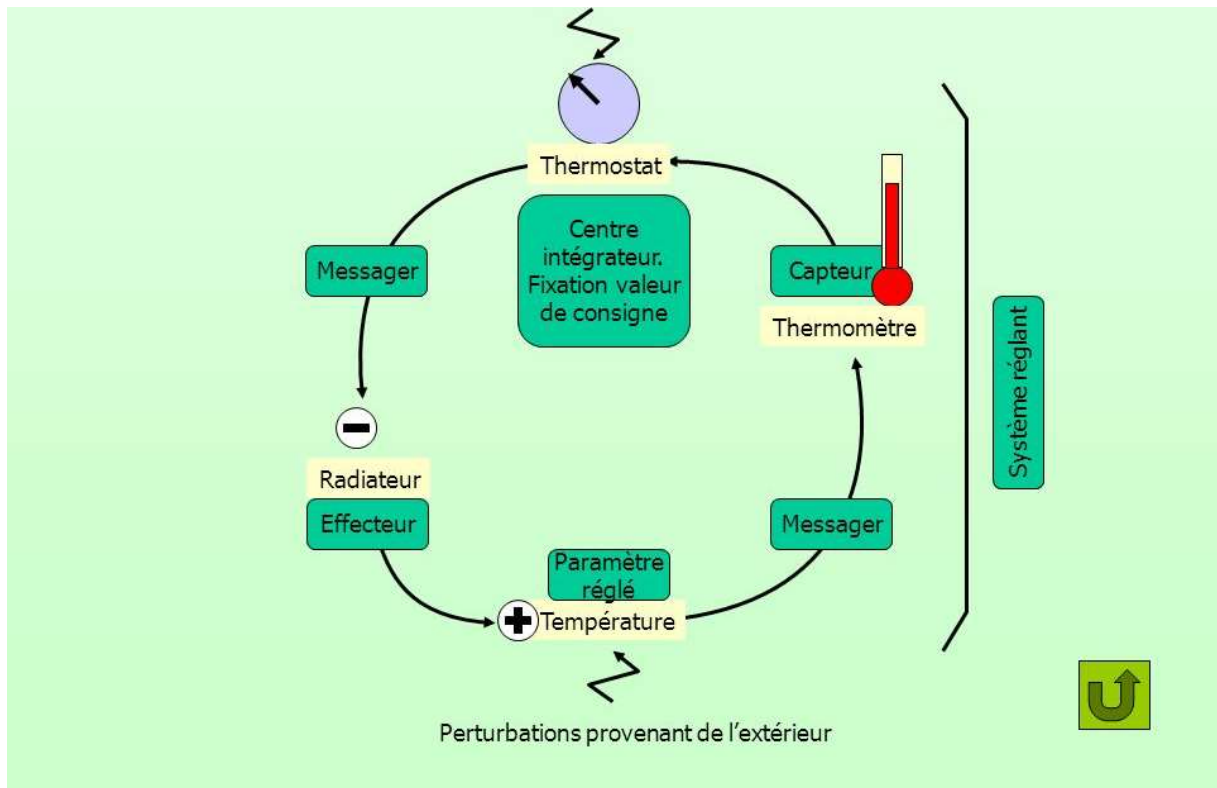 Thermostat
Centre
intégrateur.
Fixation valeur
de consigne
Messager
Capteur
Thermomètre
Système réglant
Radiateur
Effecteur
Messager
Paramètre
réglé
Température
Perturbations provenant de l'extérieur